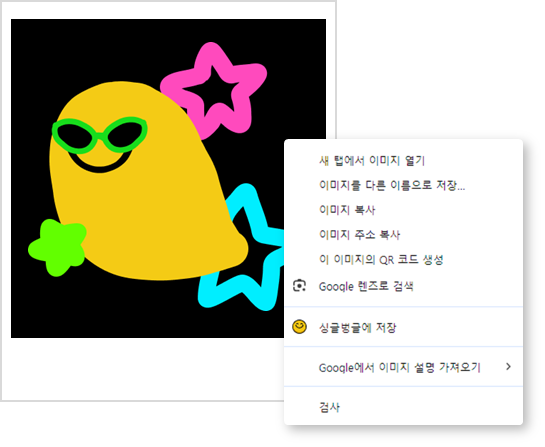 새 탭에서 이미지 열기
이미지를 다른 이름으로 저장...
이미지 복사
이미지 주소 복사
이 이미지의 QR 코드 생성
Google 렌즈로 검색
싱글벙글에 저장
Google에서 이미지 설명 가져오기
검사